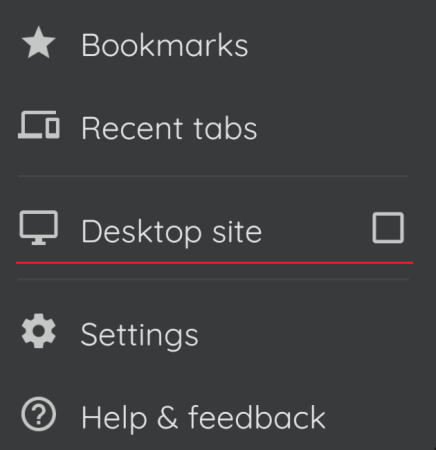 Bookmarks
Recent tabs
Desktop site
Settings
Help & feedback